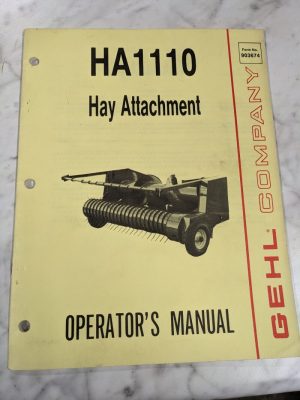 HA1110
Form No.
903674
Hay Attachment
GEHL COMPANY
OPERATOR'S MANUAL